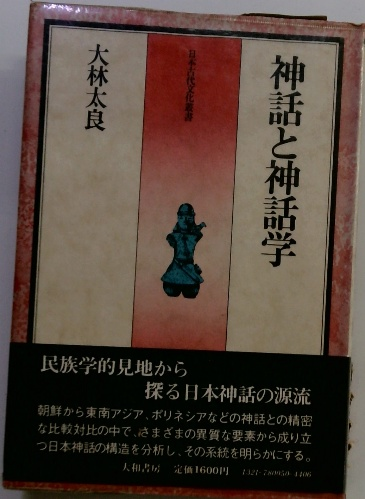 神話と神話学
日本古代文化叢書
大林太良
民族学的見地から
探る日本神話の源流
朝鮮から東南アジア、ポリネシアなどの神話との精密
な比較対比の中で、さまざまの異質な要素から成り立
つ日本神話の構造を分析し、その系統を明らかにする。
大和書房 定価1600円 1321-780050-4406